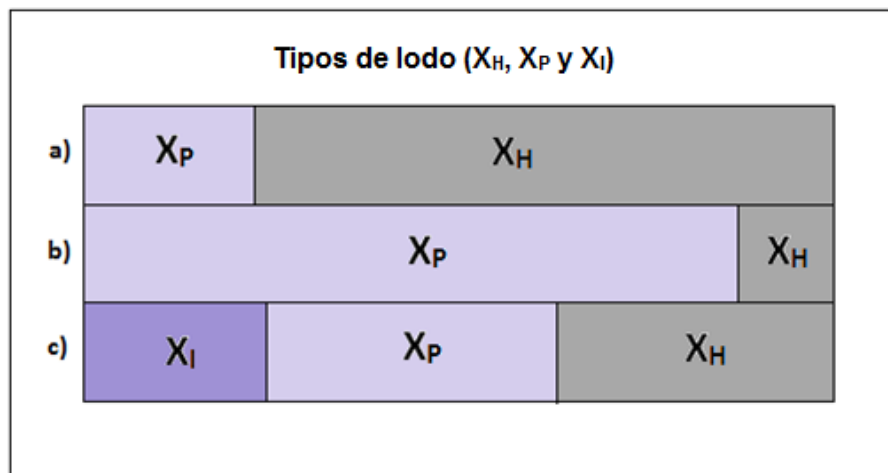 Tipos de lodo (XH, XP y XI)
a) XP XH
b) XP XH
c) XI XP XH